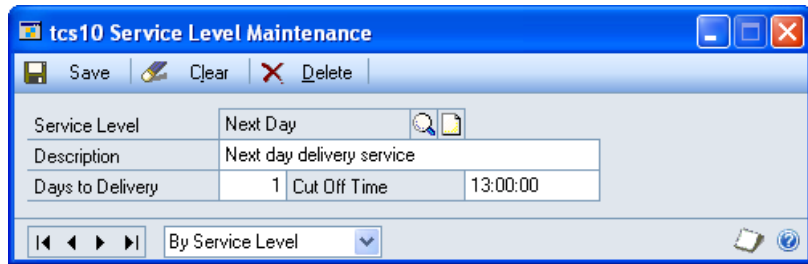 tcs10 Service Level Maintenance
Save Clear Delete
Service Level Next Day
Description Next day delivery service
Days to Delivery 1 Cut Off Time 13:00:00
By Service Level